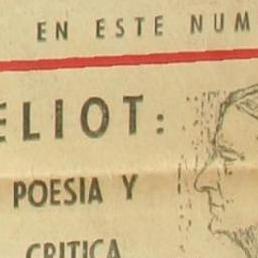 EN ESTE NUM
ELIOT:
POESIA Y
CRITICA